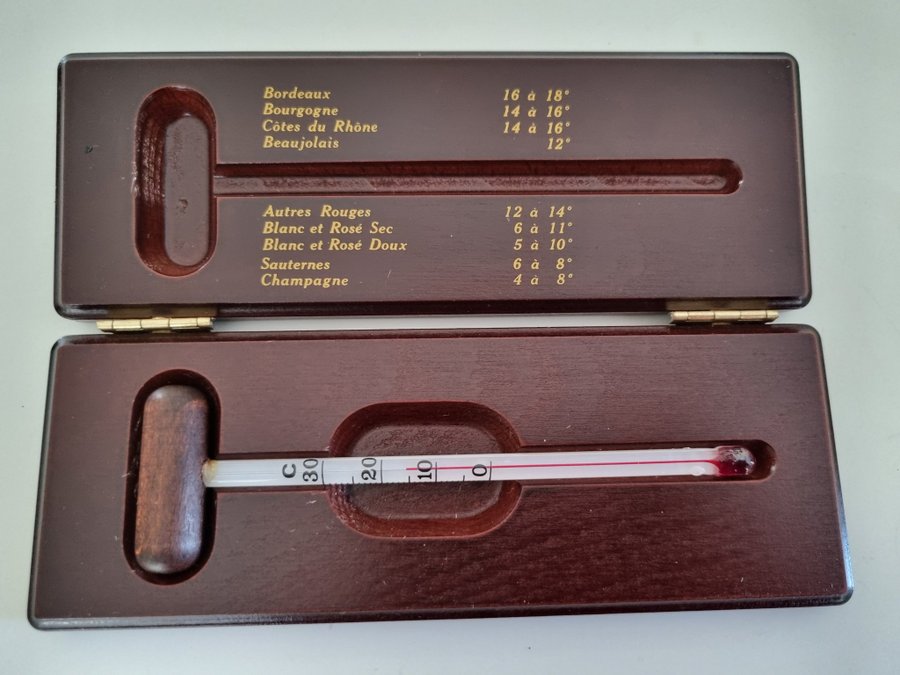 Bordeaux 16 à 18°
Bourgogne 14 à 16°
Côtes du Rhône 14 à 16°
Beaujolais 12°
Autres Rouges 12 à 14°
Blanc et Rosé Sec 6 à 11°
Blanc et Rosé Doux 5 à 10°
Sauternes 6 à 8°
Champagne 4 à 8°
C 30 20 10 0